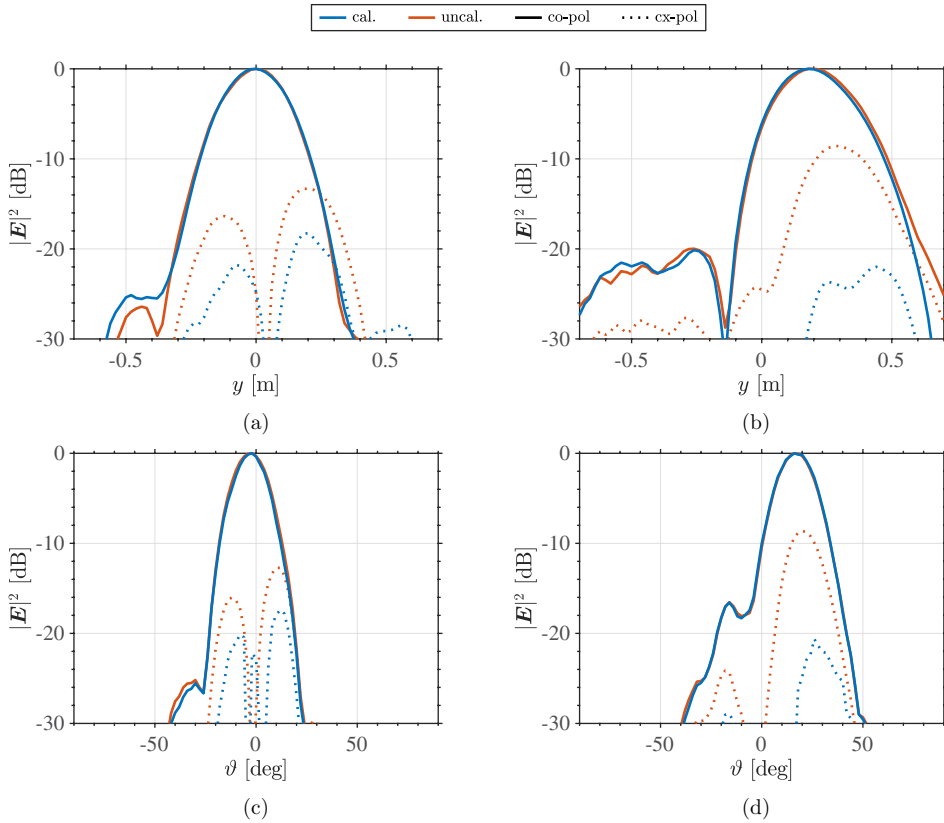 cal. uncal. co-pol cx-pol
0
-10
-20
-30
|E|² [dB]
-0.5 0 0.5
y [m]
(a)
0
-10
-20
-30
|E|² [dB]
-0.5 0 0.5
y [m]
(b)
0
-10
-20
-30
|E|² [dB]
-50 0 50
ϑ [deg]
(c)
0
-10
-20
-30
|E|² [dB]
-50 0 50
ϑ [deg]
(d)